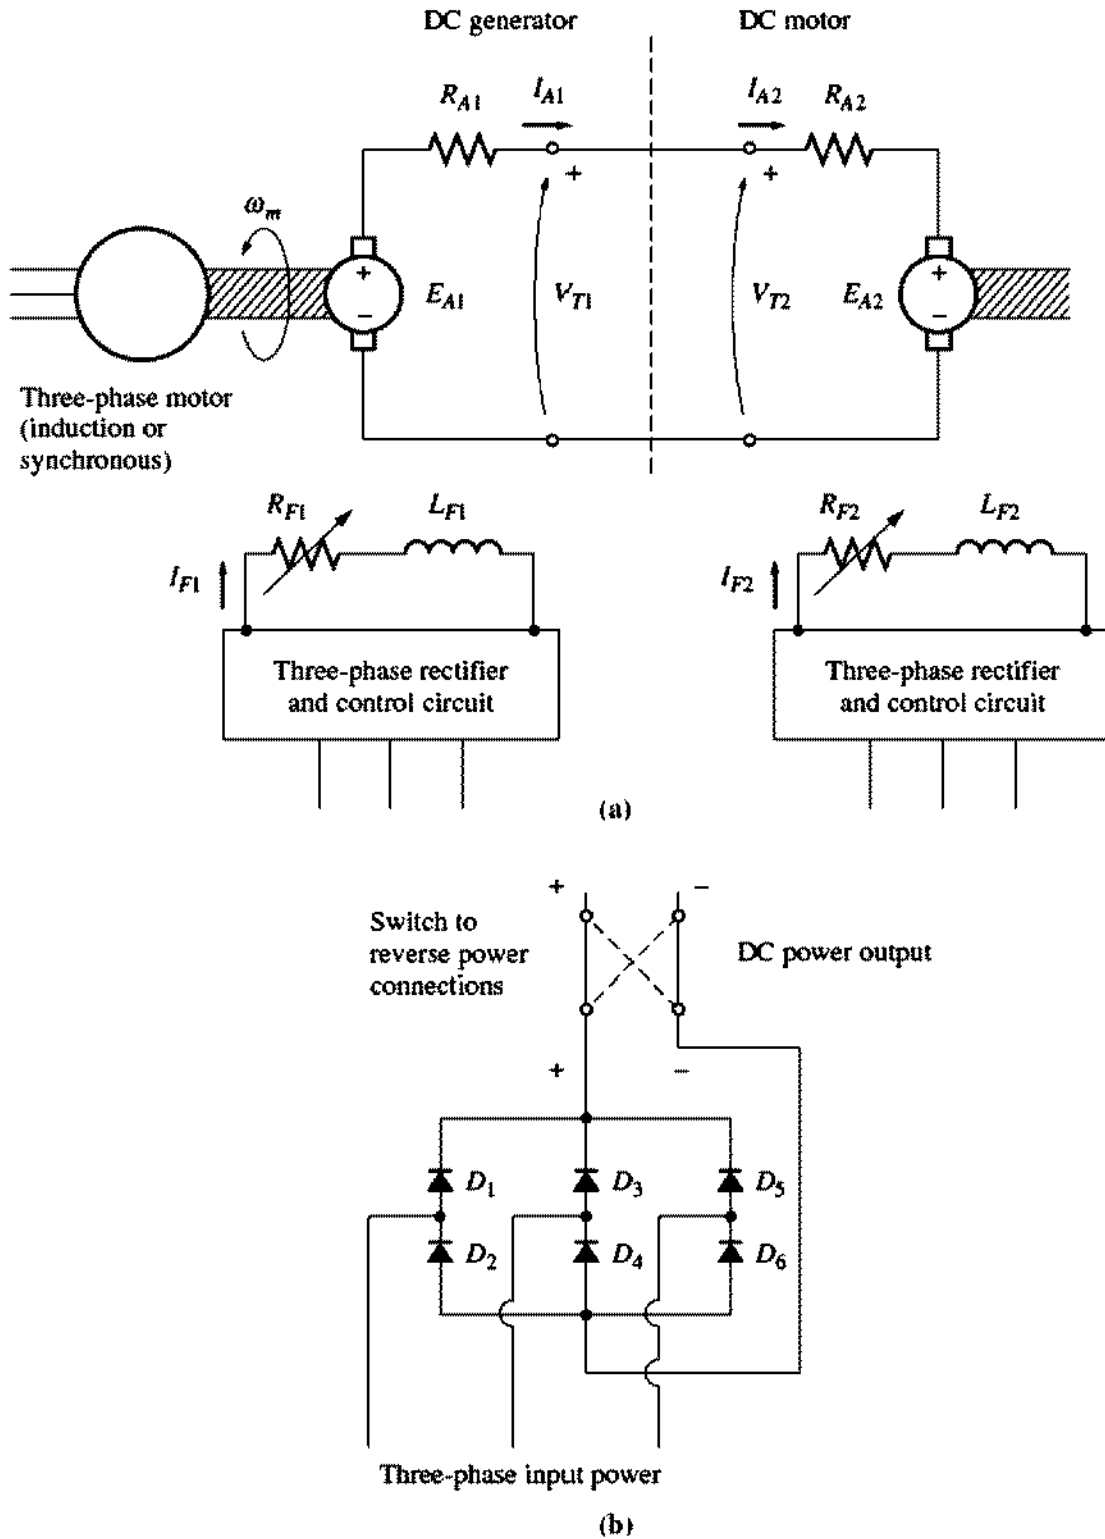 DC generator
DC motor
R_A1
I_A1
I_A2
R_A2
+
+
ω_m
+
−
E_A1
V_T1
V_T2
E_A2
+
−
Three-phase motor
(induction or
synchronous)
R_F1
L_F1
R_F2
L_F2
I_F1
I_F2
Three-phase rectifier
and control circuit
Three-phase rectifier
and control circuit
(a)
+
−
Switch to
reverse power
connections
DC power output
+
−
D_1
D_3
D_5
D_2
D_4
D_6
Three-phase input power
(b)